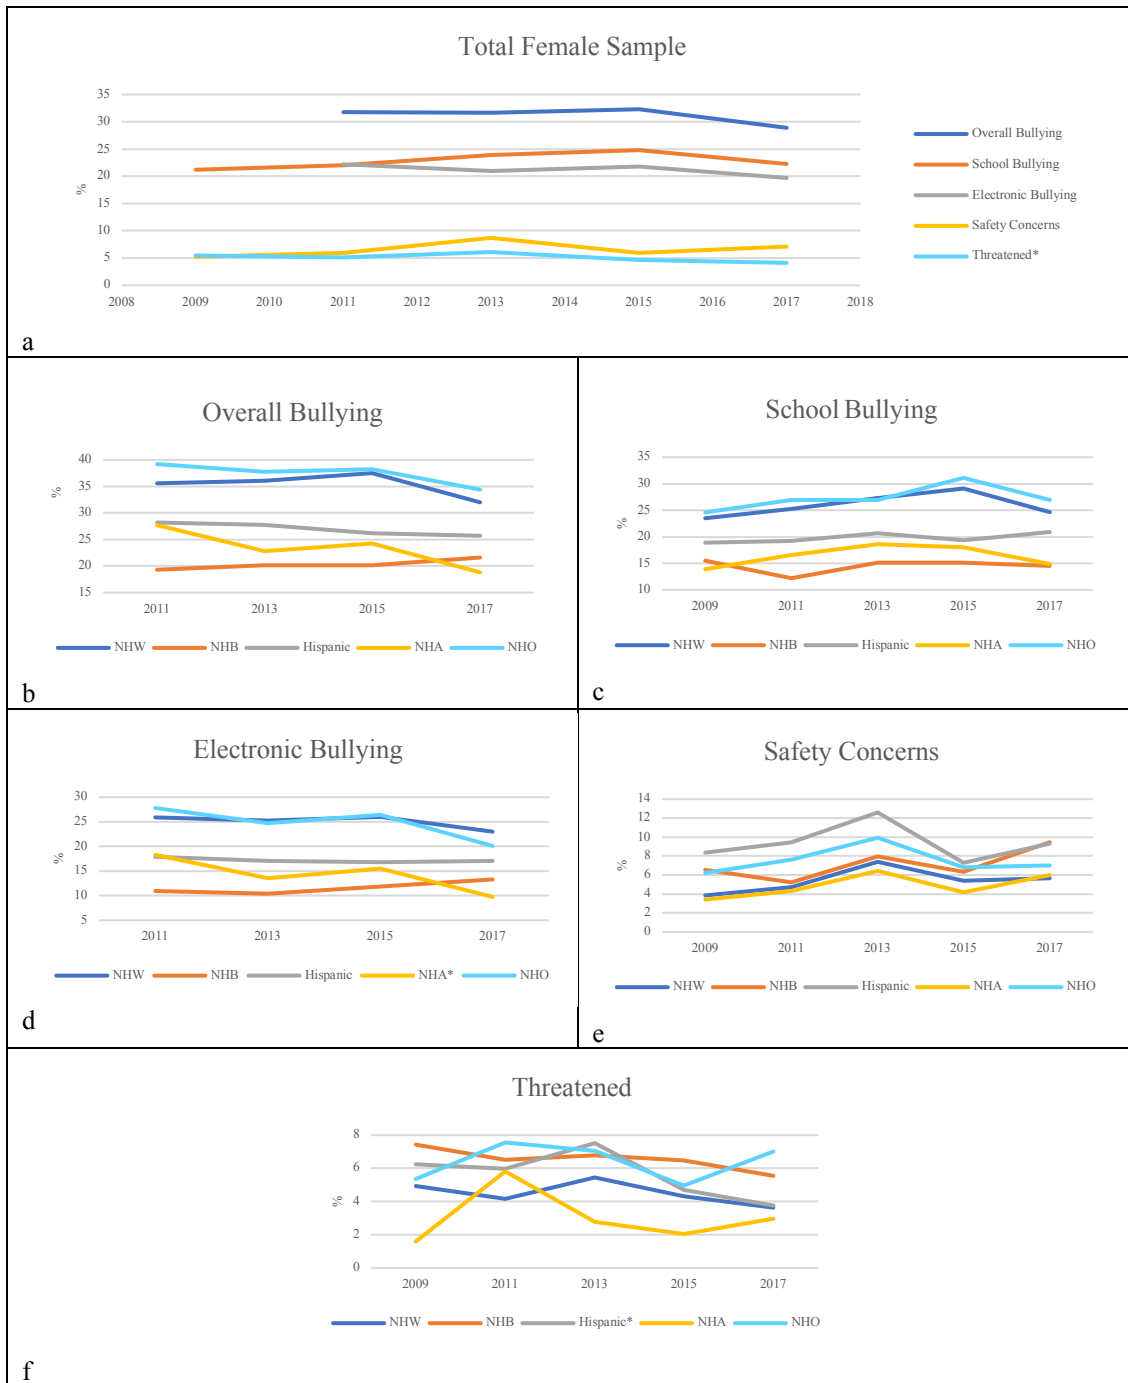 Total Female Sample
35
30
25
20
15
10
5
0
%
2008 2009 2010 2011 2012 2013 2014 2015 2016 2017 2018
Overall Bullying
School Bullying
Electronic Bullying
Safety Concerns
Threatened*
a
Overall Bullying
40
35
30
25
20
15
%
2011 2013 2015 2017
NHW NHB Hispanic NHA NHO
b
School Bullying
35
30
25
20
15
10
%
2009 2011 2013 2015 2017
NHW NHB Hispanic NHA NHO
c
Electronic Bullying
30
25
20
15
10
5
%
2011 2013 2015 2017
NHW NHB Hispanic NHA* NHO
d
Safety Concerns
14
12
10
8
6
4
2
0
%
2009 2011 2013 2015 2017
NHW NHB Hispanic NHA NHO
e
Threatened
8
6
4
2
0
%
2009 2011 2013 2015 2017
NHW NHB Hispanic* NHA NHO
f